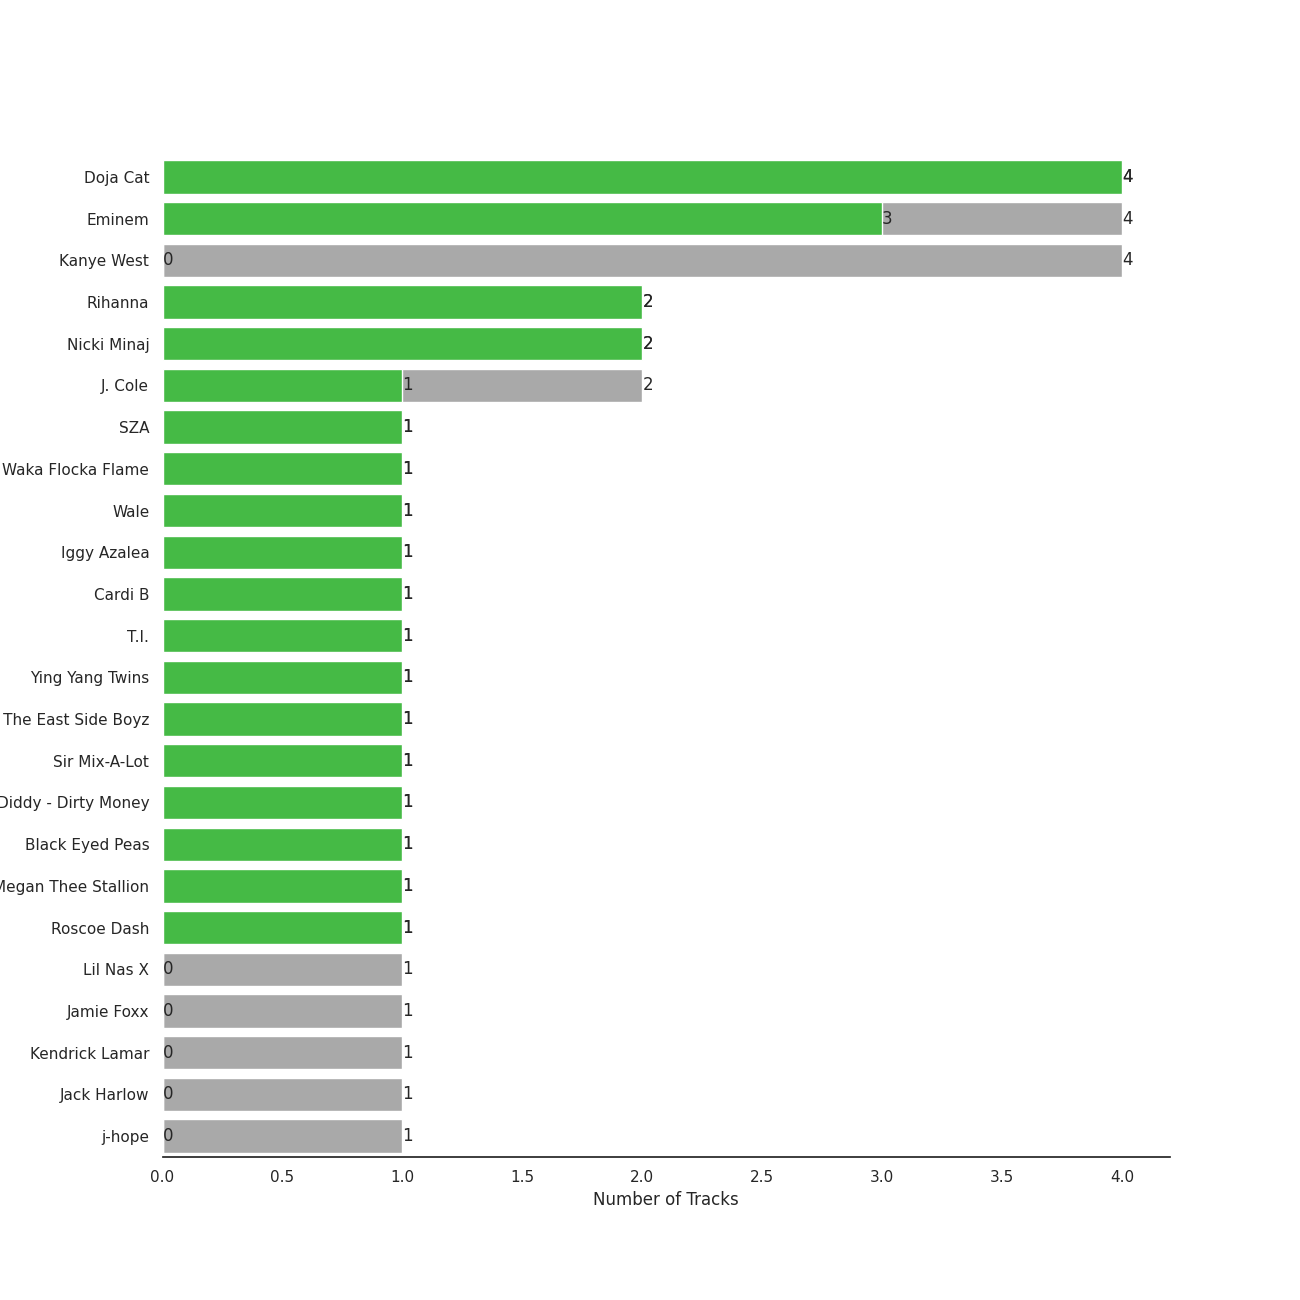 Doja Cat 4
Eminem 3 4
Kanye West 0 4
Rihanna 2
Nicki Minaj 2
J. Cole 1 2
SZA 1
Waka Flocka Flame 1
Wale 1
Iggy Azalea 1
Cardi B 1
T.I. 1
Ying Yang Twins 1
The East Side Boyz 1
Sir Mix-A-Lot 1
Diddy - Dirty Money 1
Black Eyed Peas 1
Megan Thee Stallion 1
Roscoe Dash 1
Lil Nas X 0 1
Jamie Foxx 0 1
Kendrick Lamar 0 1
Jack Harlow 0 1
j-hope 0 1
0.0 0.5 1.0 1.5 2.0 2.5 3.0 3.5 4.0
Number of Tracks